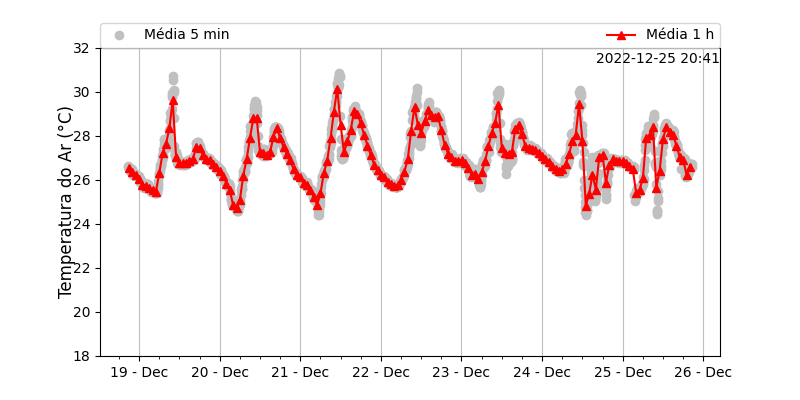 Média 5 min
Média 1 h
2022-12-25 20:41
Temperatura do Ar (°C)
32
30
28
26
24
22
20
18
19 - Dec
20 - Dec
21 - Dec
22 - Dec
23 - Dec
24 - Dec
25 - Dec
26 - Dec